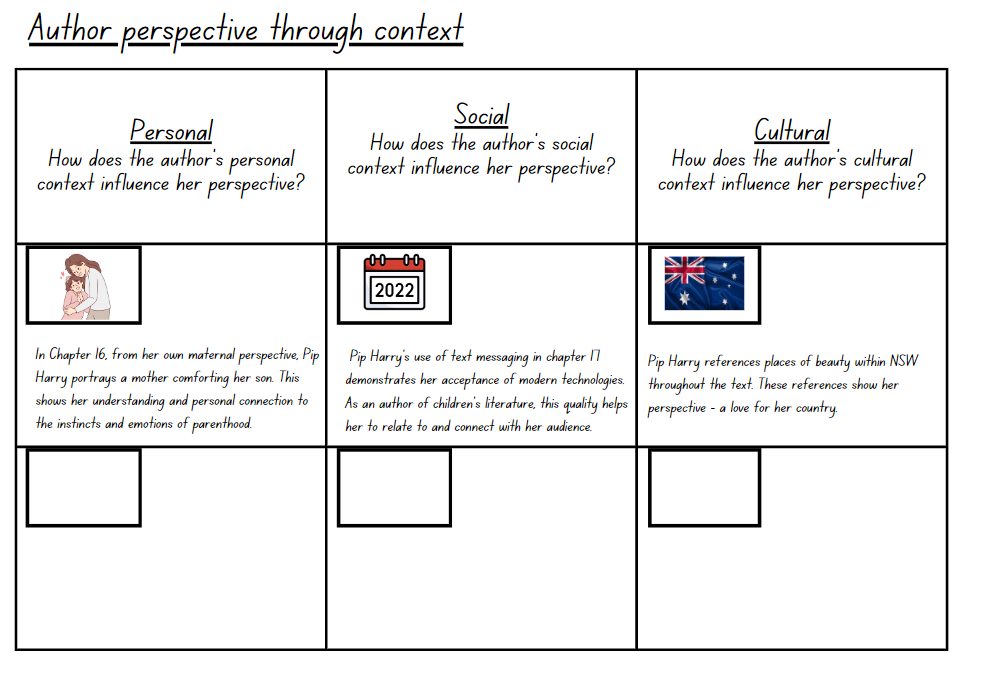 Author perspective through context
Personal
How does the author's personal
context influence her perspective?
Social
How does the author's social
context influence her perspective?
Cultural
How does the author's cultural
context influence her perspective?
In Chapter 16, from her own maternal perspective, Pip
Harry portrays a mother comforting her son. This
shows her understanding and personal connection to
the instincts and emotions of parenthood.
2022
Pip Harry's use of text messaging in chapter 17
demonstrates her acceptance of modern technologies.
As an author of children's literature, this quality helps
her to relate to and connect with her audience.
Pip Harry references places of beauty within NSW
throughout the text. These references show her
perspective - a love for her country.